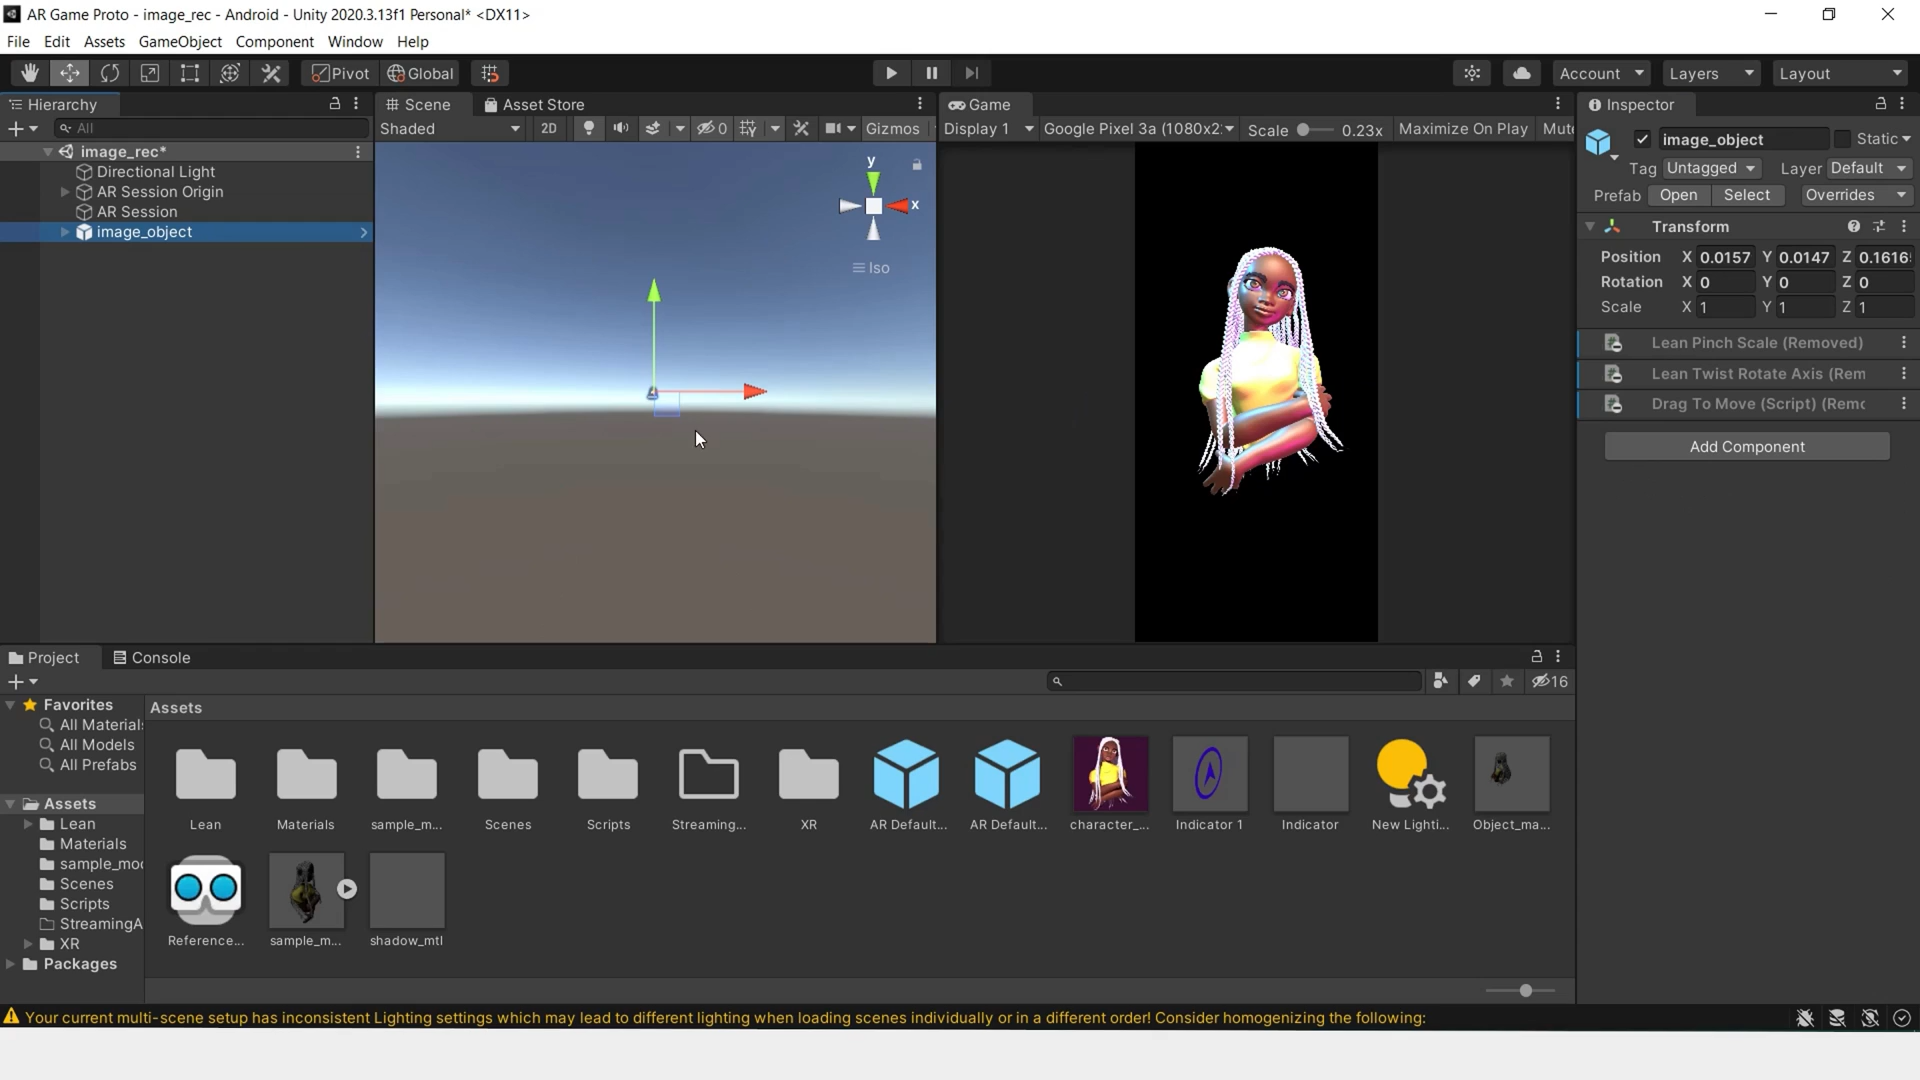 AR Game Proto - image_rec - Android - Unity 2020.3.13f1 Personal* <DX11>
File Edit Assets GameObject Component Window Help
Pivot Global Account Layers Layout
Hierarchy
All
image_rec*
Directional Light
AR Session Origin
AR Session
image_object
Scene Asset Store
Shaded 2D 0 Gizmos
y
x
Iso
Game
Display 1 Google Pixel 3a (1080x2: Scale 0.23x Maximize On Play Mute
Inspector
image_object Static
Tag Untagged Layer Default
Prefab Open Select Overrides
Transform
Position X 0.0157 Y 0.0147 Z 0.1616
Rotation X 0 Y 0 Z 0
Scale X 1 Y 1 Z 1
Lean Pinch Scale (Removed)
Lean Twist Rotate Axis (Rem
Drag To Move (Script) (Remo
Add Component
Project Console
16
Favorites
All Materials
All Models
All Prefabs
Assets
Lean
Materials
sample_mod
Scenes
Scripts
StreamingA
XR
Packages
Assets
Lean Materials sample_m... Scenes Scripts Streaming... XR AR Default... AR Default... character_... Indicator 1 Indicator New Lighti... Object_ma...
Reference... sample_m... shadow_mtl
Your current multi-scene setup has inconsistent Lighting settings which may lead to different lighting when loading scenes individually or in a different order! Consider homogenizing the following: